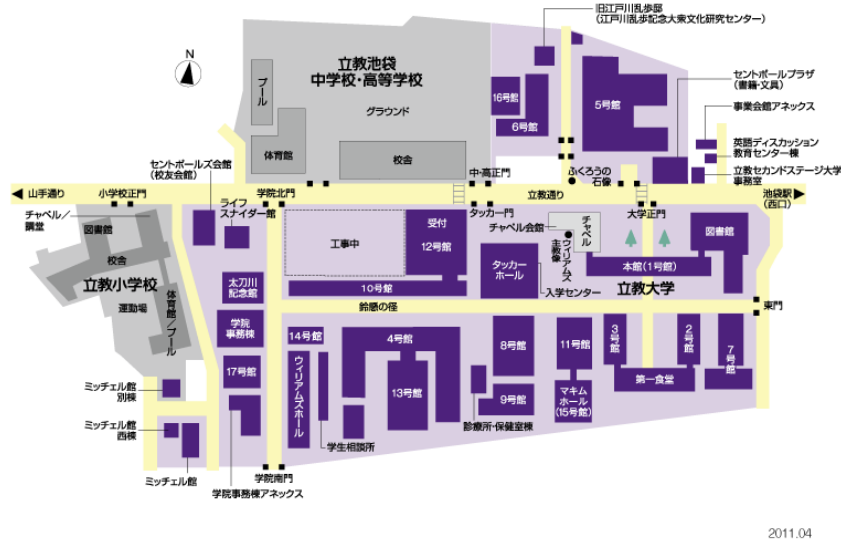 旧江戸川乱歩邸
(江戸川乱歩記念大衆文化研究センター)
N
立教池袋
中学校・高等学校
プール
グラウンド
体育館
校舎
16号館
6号館
5号館
セントポールプラザ
(書籍・文具)
事業会館アネックス
英語ディスカッション
教育センター棟
立教セカンドステージ大学
事務室
セントポールズ会館
(校友会館)
中・高正門
ふくろうの
石像
山手通り
小学校正門
学院北門
立教通り
池袋駅
(西口)
チャペル/
講堂
ライフ
スナイダー館
タッカー門
大学正門
図書館
校舎
立教小学校
運動場
体育館/プール
工事中
受付
12号館
チャペル会館
チャペル
ウィリアムズ
主教像
図書館
太刀川
記念館
タッカー
ホール
本館(1号館)
10号館
入学センター
立教大学
鈴懸の径
東門
学院
事務棟
14号館
4号館
8号館
11号館
3号館
2号館
7号館
17号館
ウィリアムズホール
13号館
第一食堂
ミッチェル館
別棟
9号館
マキム
ホール
(15号館)
ミッチェル館
西棟
学生相談所
診療所・保健室棟
ミッチェル館
学院事務棟アネックス
学院南門
2011.04